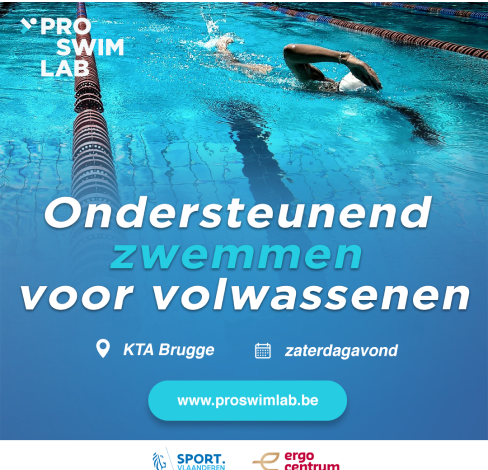 PRO
SWIM
LAB
Ondersteunend
zwemmen
voor volwassenen
KTA Brugge
zaterdagavond
www.proswimlab.be
SPORT.
VLAANDEREN
ergo
centrum